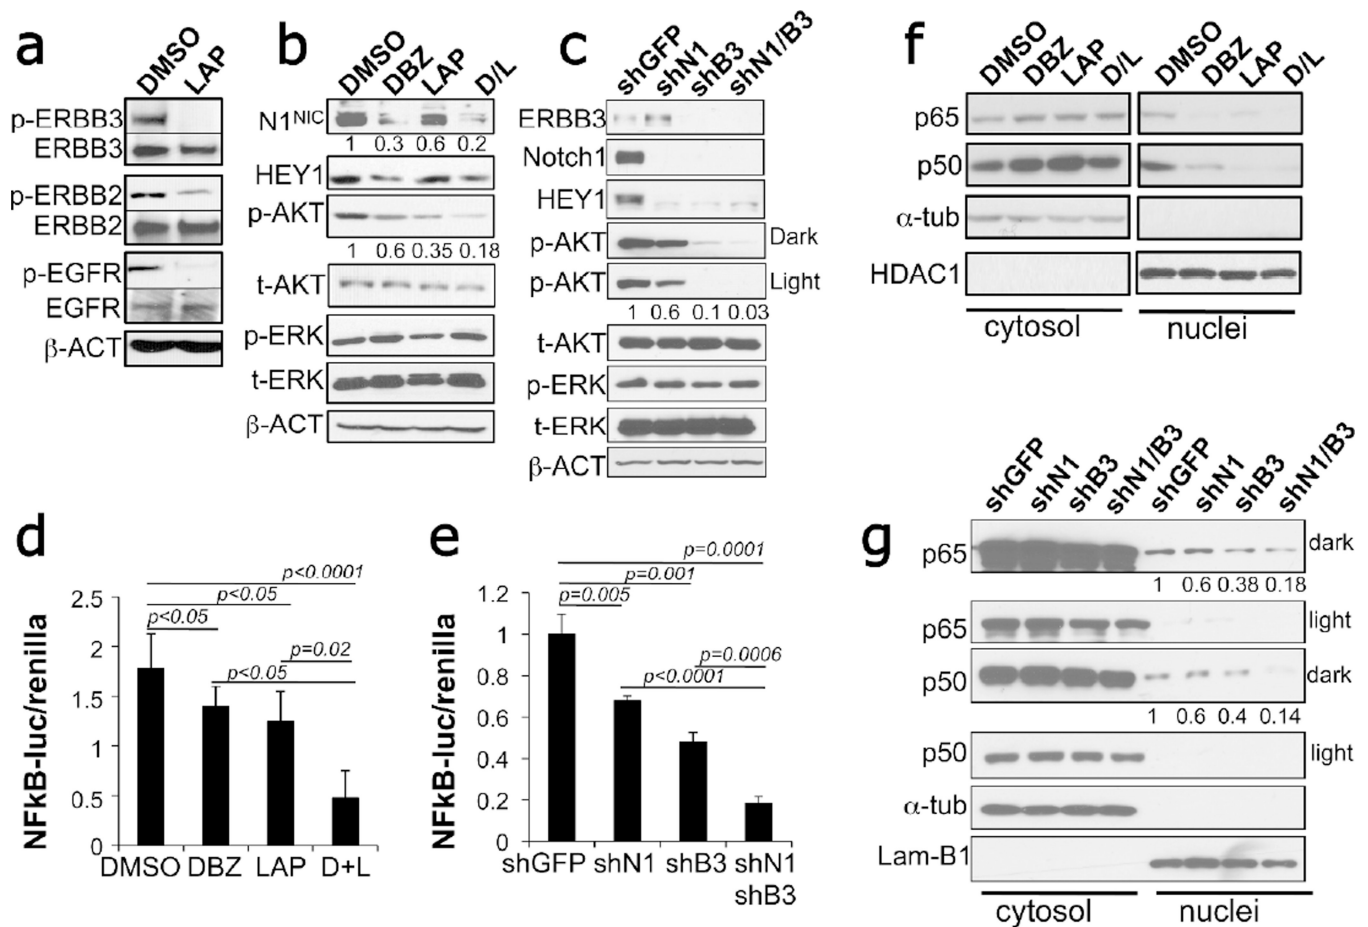 a
DMSO LAP
p-ERBB3
ERBB3
p-ERBB2
ERBB2
p-EGFR
EGFR
β-ACT
b
DMSO DBZ LAP D/L
N1NIC
1 0.3 0.6 0.2
HEY1
p-AKT
1 0.6 0.35 0.18
t-AKT
p-ERK
t-ERK
β-ACT
c
shGFP shN1 shB3 shN1/B3
ERBB3
Notch1
HEY1
p-AKT Dark
p-AKT Light
1 0.6 0.1 0.03
t-AKT
p-ERK
t-ERK
β-ACT
d
p<0.0001
p<0.05
p<0.05
p=0.02
p<0.05
NFkB-luc/renilla
2.5
2
1.5
1
0.5
0
DMSO DBZ LAP D+L
e
p=0.0001
p=0.001
p=0.005
p=0.0006
p<0.0001
NFkB-luc/renilla
1.2
1
0.8
0.6
0.4
0.2
0
shGFP shN1 shB3 shN1
shB3
f
DMSO DBZ LAP D/L DMSO DBZ LAP D/L
p65
p50
α-tub
HDAC1
cytosol nuclei
g
shGFP shN1 shB3 shN1/B3 shGFP shN1 shB3 shN1/B3
p65 dark
1 0.6 0.38 0.18
p65 light
p50 dark
1 0.6 0.4 0.14
p50 light
α-tub
Lam-B1
cytosol nuclei